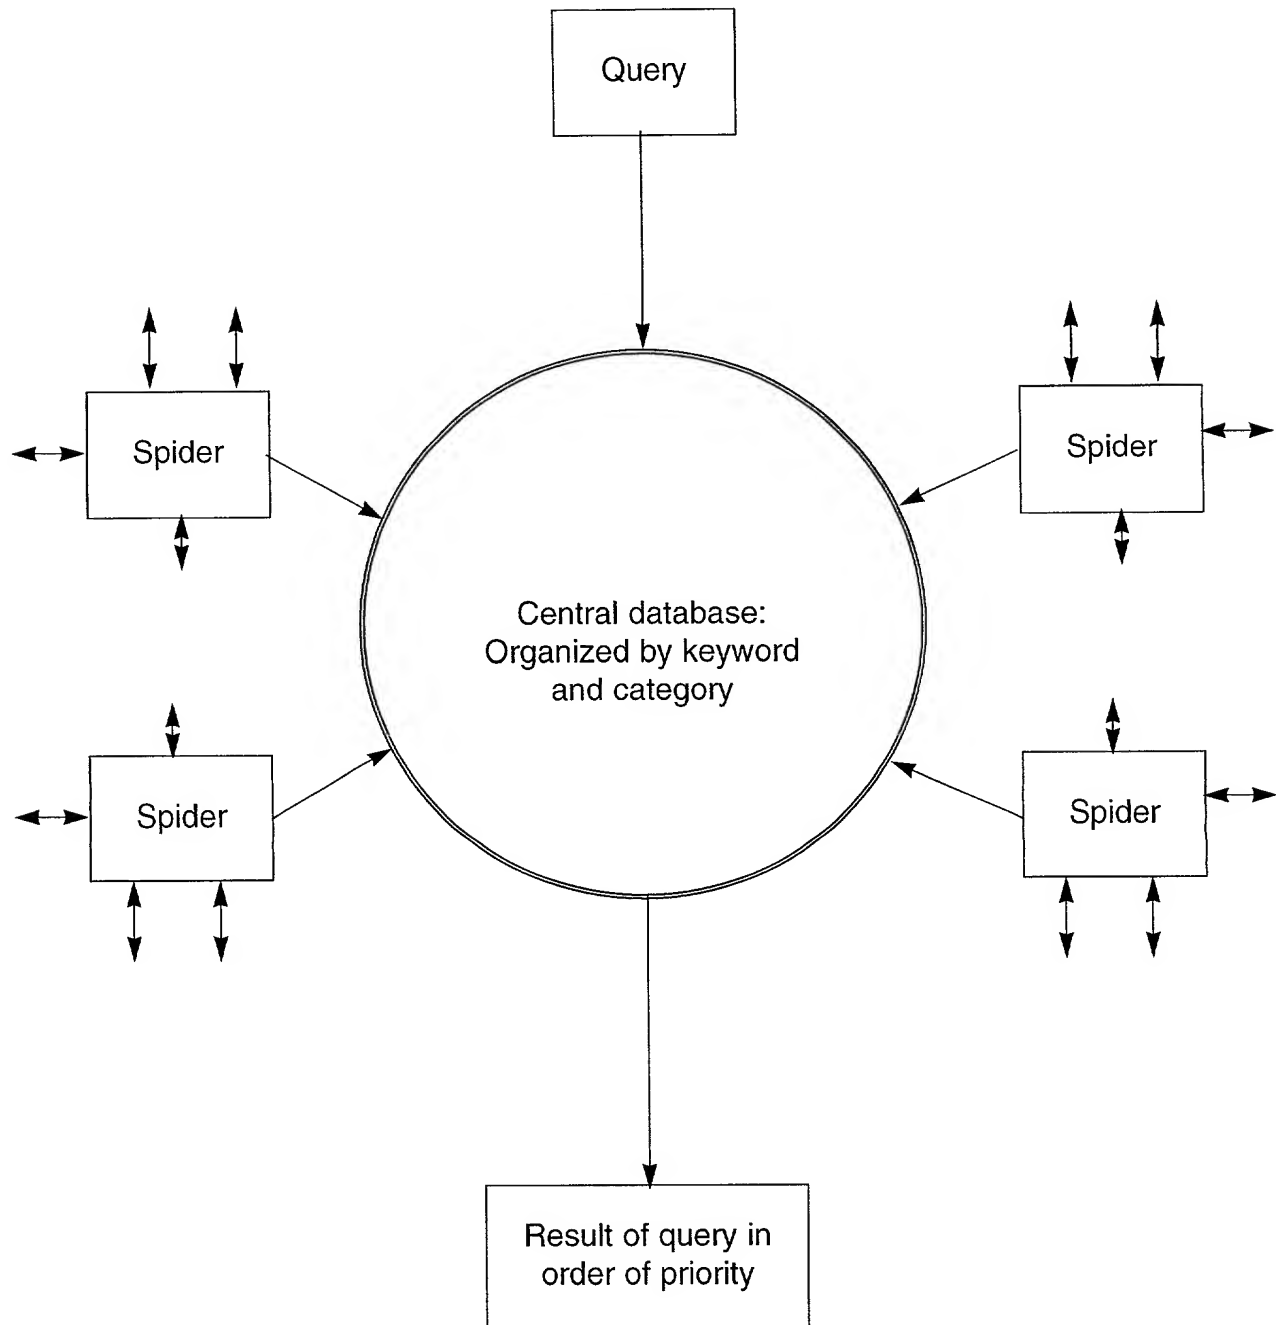 Query
Spider
Spider
Central database:
Organized by keyword
and category
Spider
Spider
Result of query in
order of priority